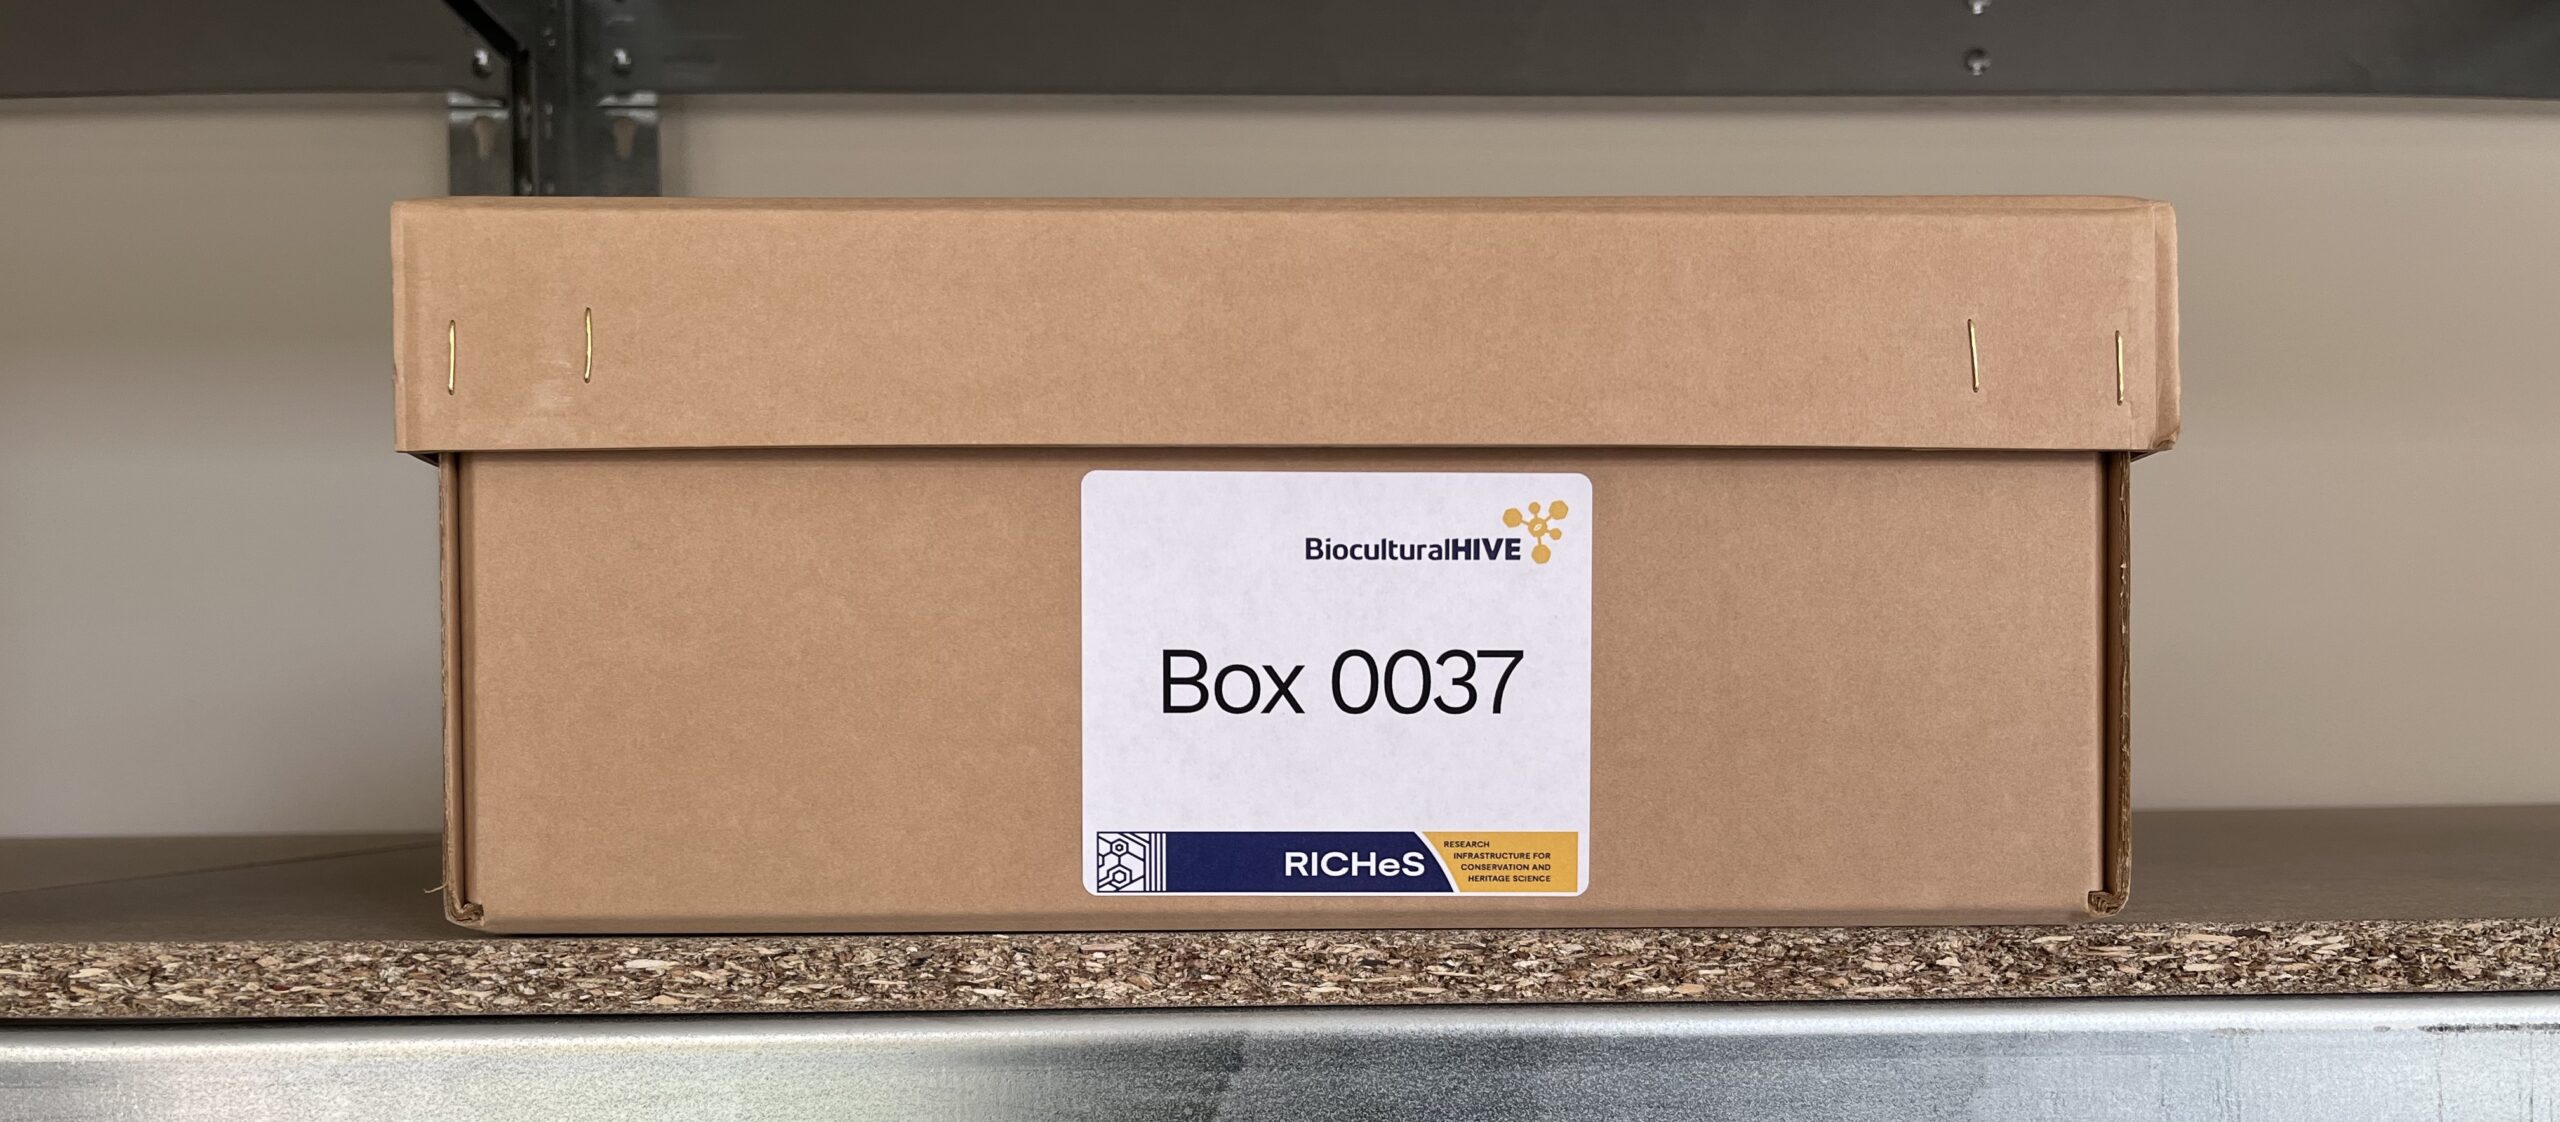 BioculturalHIVE
Box 0037
RICHeS
RESEARCH
INFRASTRUCTURE FOR
CONSERVATION AND
HERITAGE SCIENCE